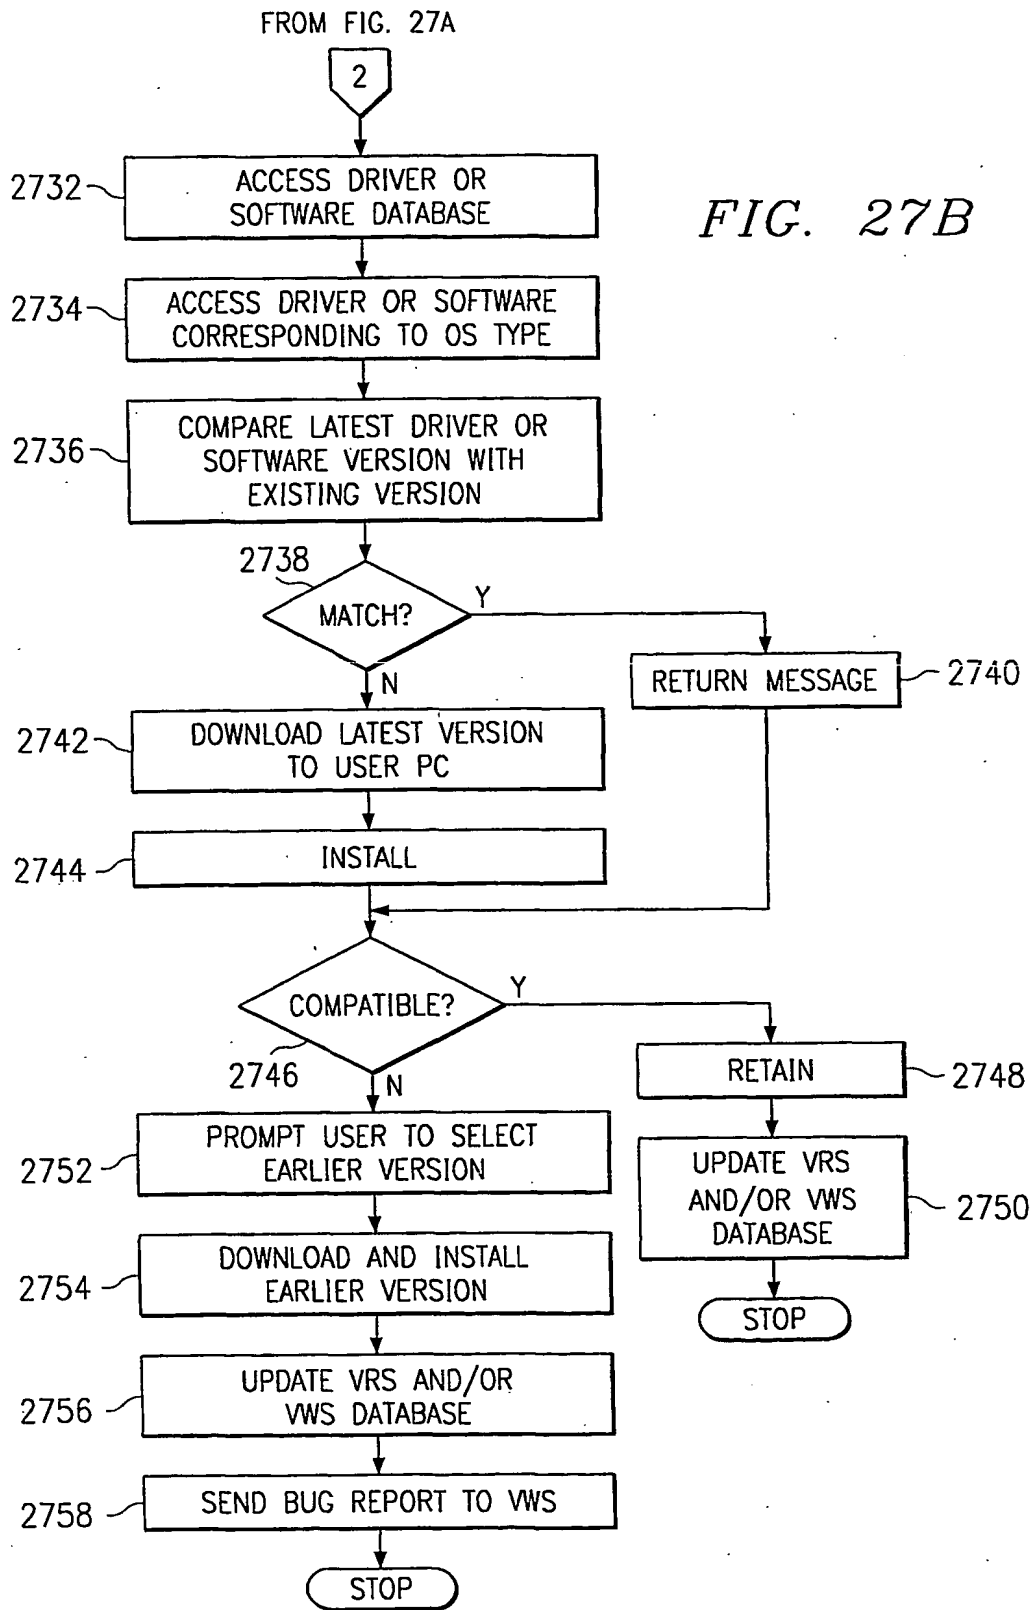 FROM FIG. 27A
2
FIG. 27B
2732
ACCESS DRIVER OR
SOFTWARE DATABASE
2734
ACCESS DRIVER OR SOFTWARE
CORRESPONDING TO OS TYPE
2736
COMPARE LATEST DRIVER OR
SOFTWARE VERSION WITH
EXISTING VERSION
2738
MATCH?
Y
N
RETURN MESSAGE
2740
2742
DOWNLOAD LATEST VERSION
TO USER PC
2744
INSTALL
COMPATIBLE?
Y
2746
N
RETAIN
2748
UPDATE VRS
AND/OR VWS
DATABASE
2750
STOP
2752
PROMPT USER TO SELECT
EARLIER VERSION
2754
DOWNLOAD AND INSTALL
EARLIER VERSION
2756
UPDATE VRS AND/OR
VWS DATABASE
2758
SEND BUG REPORT TO VWS
STOP